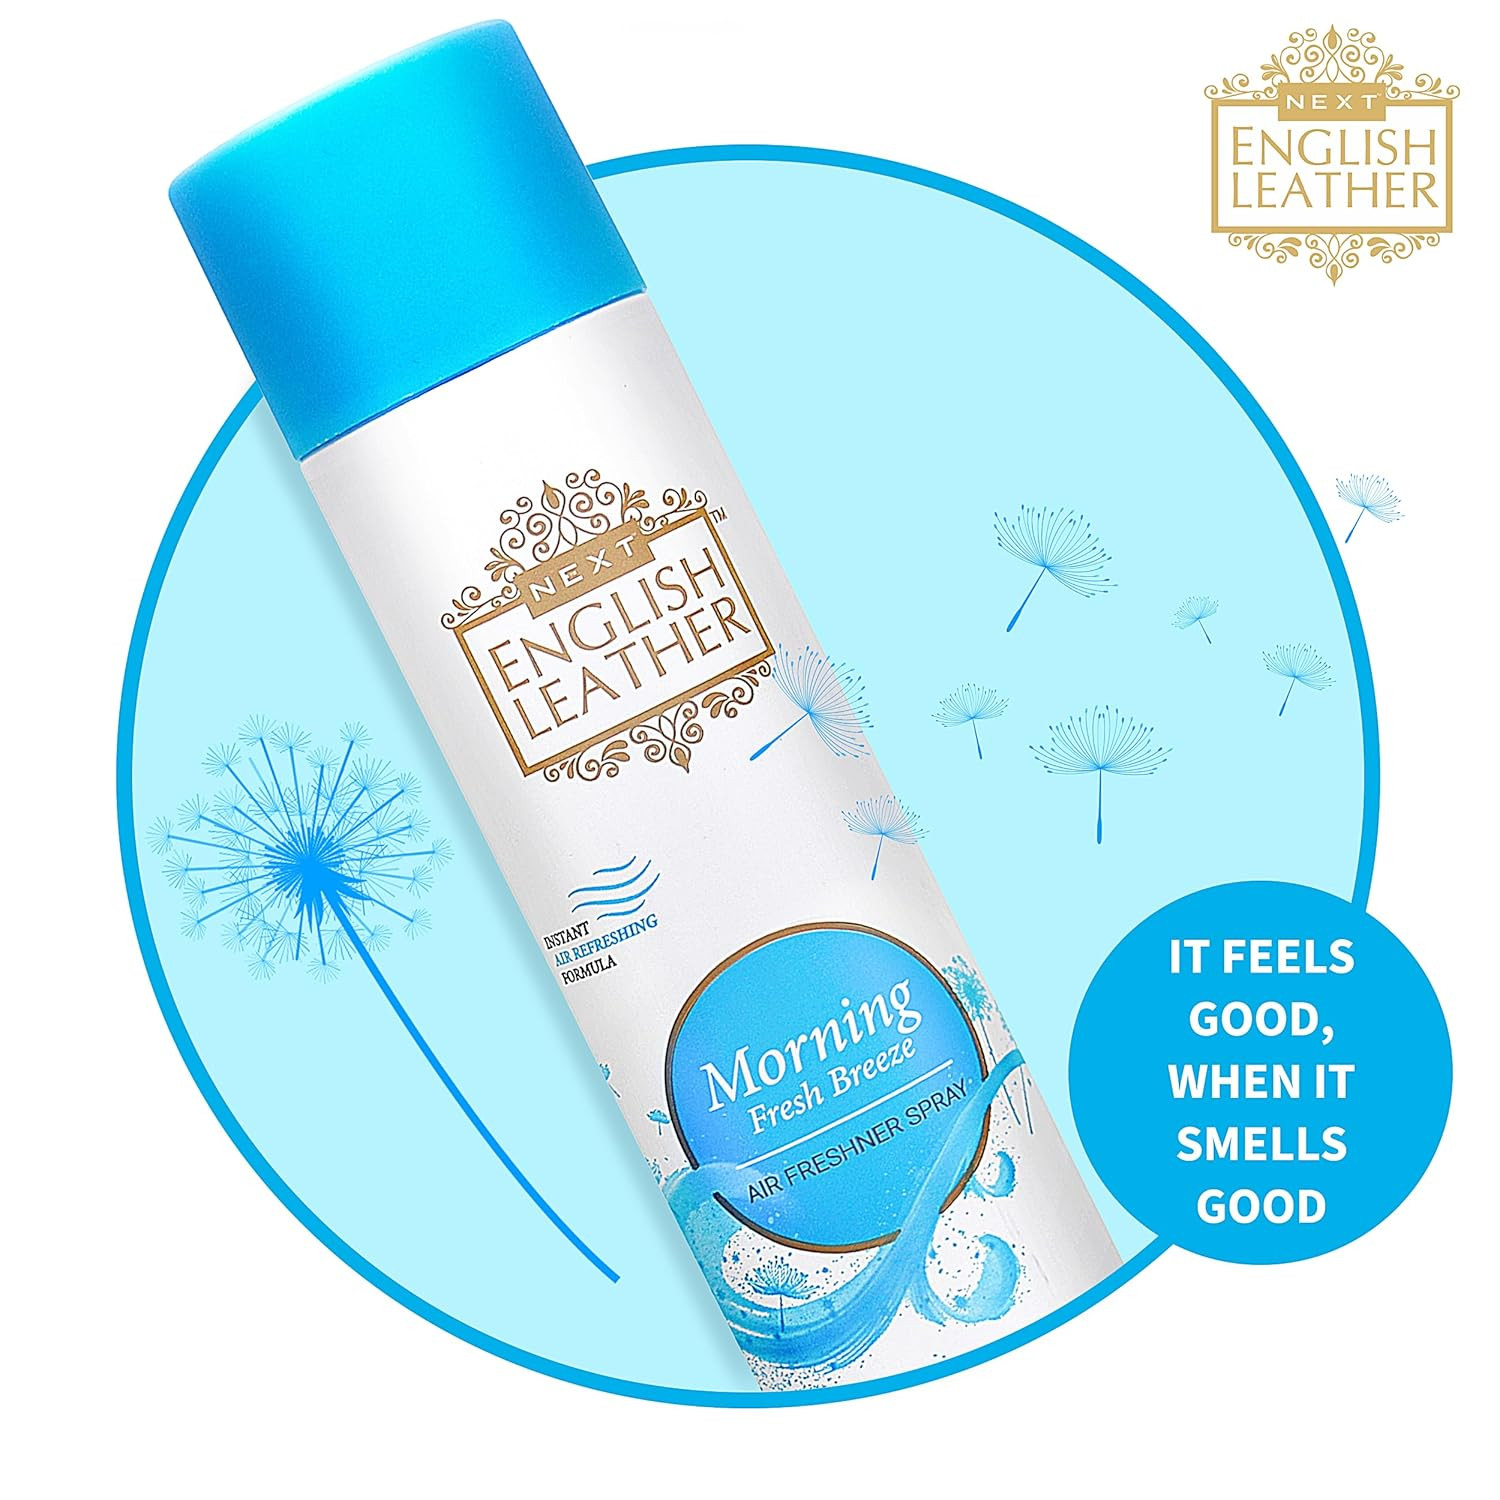 NEXT
ENGLISH
LEATHER
NEXT
ENGLISH
LEATHER
TM
INSTANT
AIR REFRESHING
FORMULA
Morning
Fresh Breeze
AIR FRESHNER SPRAY
IT FEELS
GOOD,
WHEN IT
SMELLS
GOOD